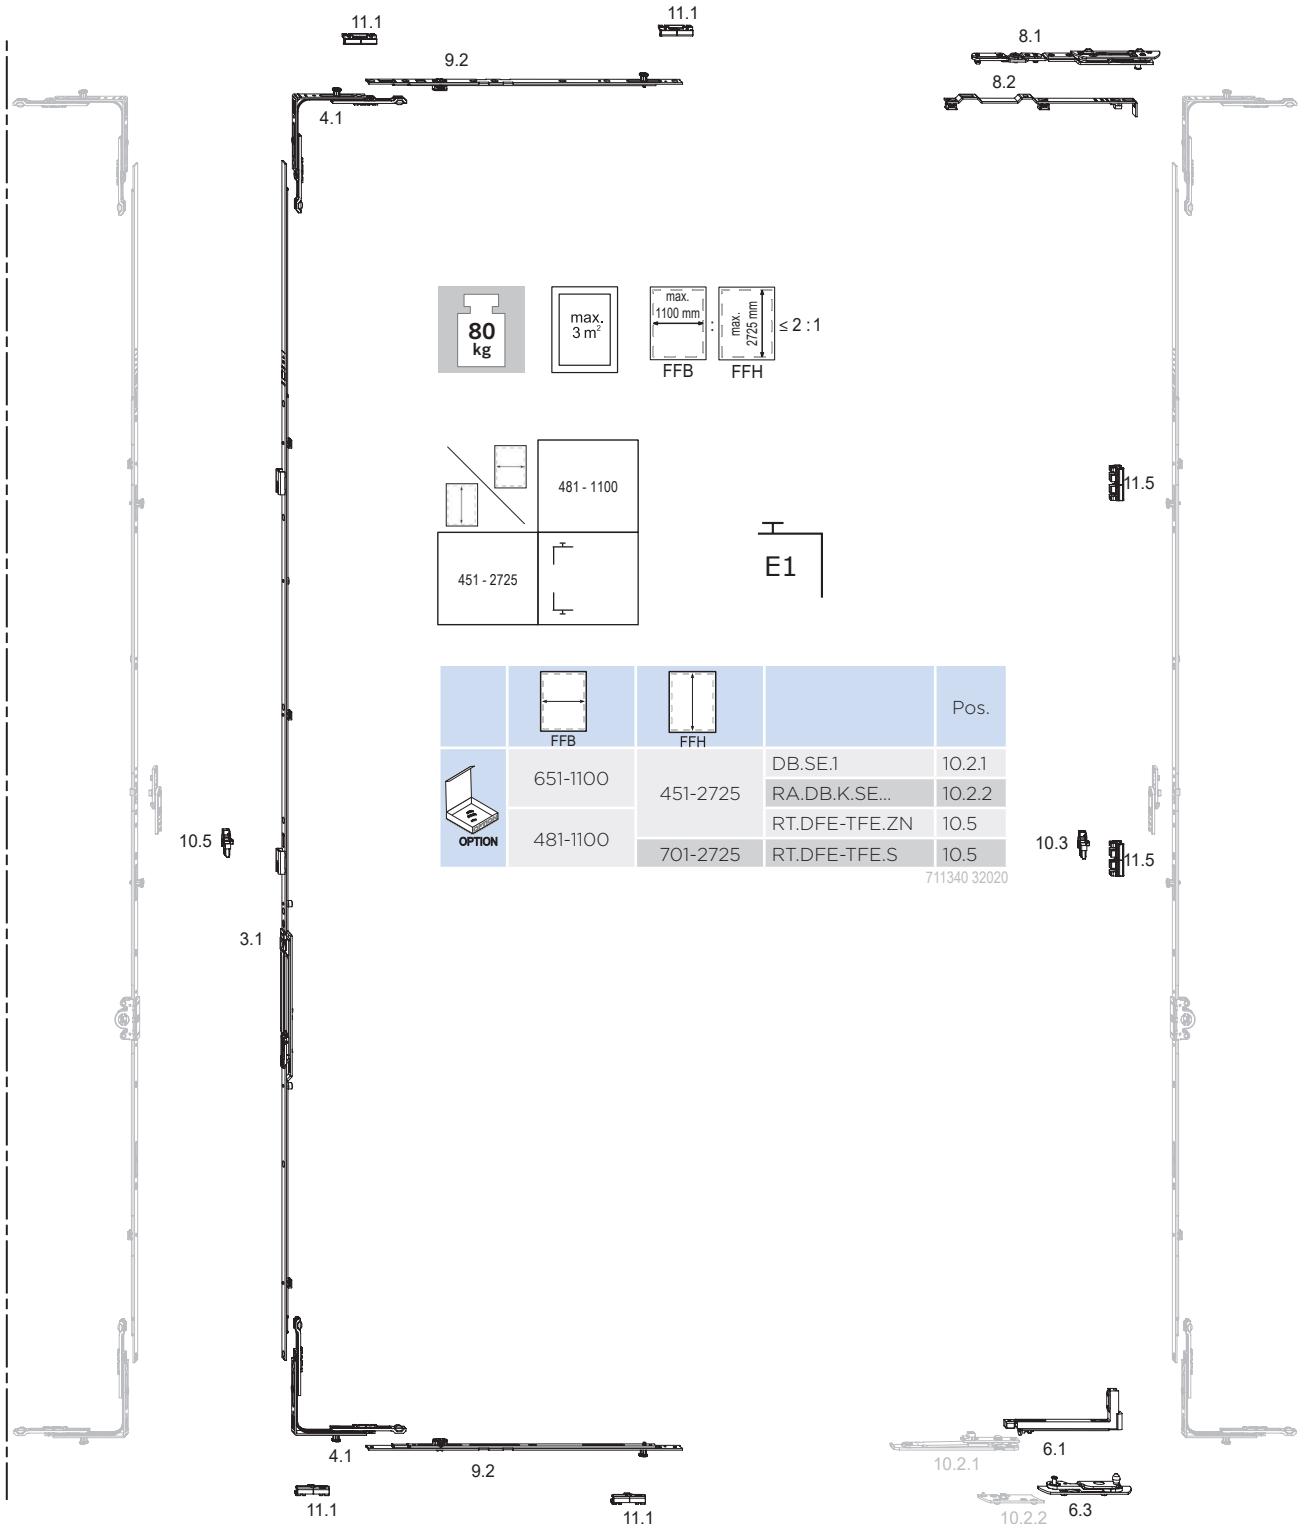 11.1
11.1
8.1
9.2
8.2
4.1
80
kg
max.
3 m²
max.
1100 mm
:
max.
2725 mm
≤ 2 : 1
FFB
FFH
481 - 1100
11.5
451 - 2725
E1
Pos.
FFB
FFH
651-1100
451-2725
DB.SE.1
10.2.1
RA.DB.K.SE...
10.2.2
481-1100
RT.DFE-TFE.ZN
10.5
701-2725
RT.DFE-TFE.S
10.5
OPTION
711340 32020
10.5
10.3
11.5
3.1
4.1
9.2
10.2.1
6.1
11.1
11.1
10.2.2
6.3